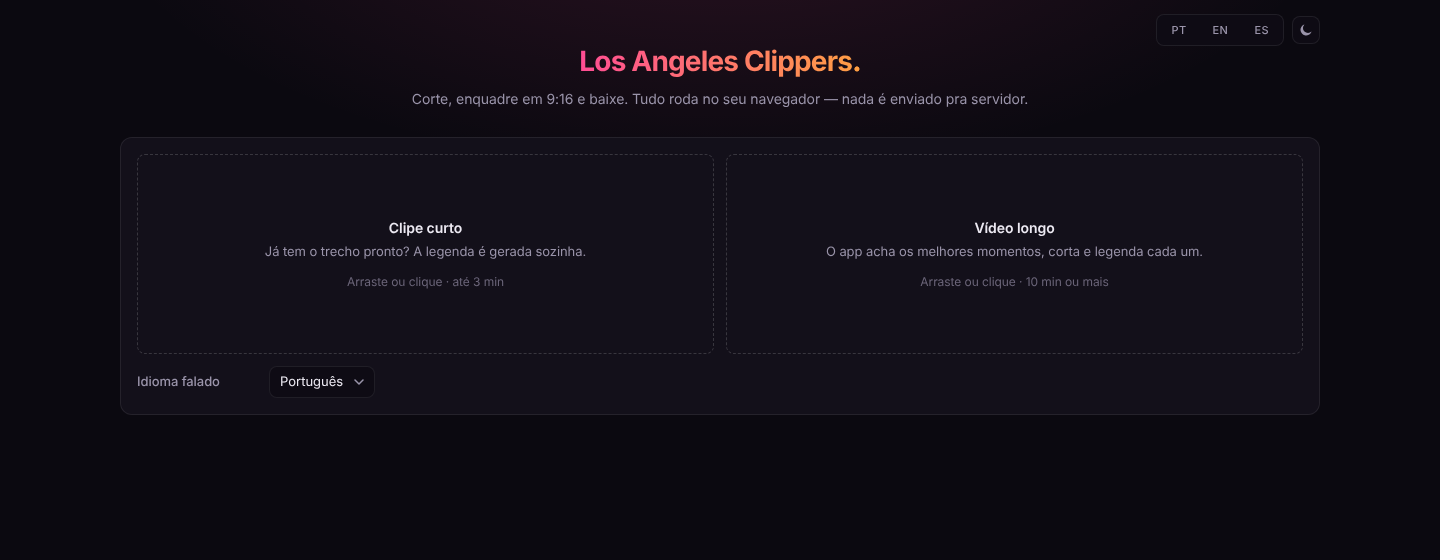 PT EN ES
Los Angeles Clippers.
Corte, enquadre em 9:16 e baixe. Tudo roda no seu navegador — nada é enviado pra servidor.
Clipe curto
Já tem o trecho pronto? A legenda é gerada sozinha.
Arraste ou clique · até 3 min
Vídeo longo
O app acha os melhores momentos, corta e legenda cada um.
Arraste ou clique · 10 min ou mais
Idioma falado
Português